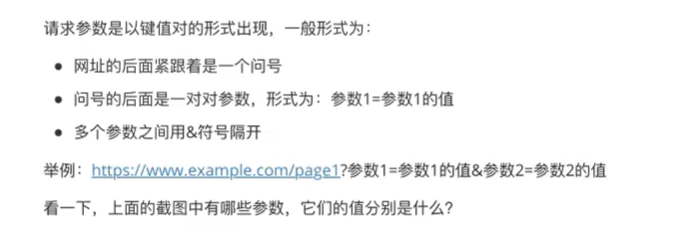 请求参数是以键值对的形式出现，一般形式为：
● 网址的后面紧跟着是一个问号
● 问号的后面是一对对参数，形式为：参数1=参数1的值
● 多个参数之间用&符号隔开
举例：https://www.example.com/page1?参数1=参数1的值&参数2=参数2的值
看一下，上面的截图中有哪些参数，它们的值分别是什么？